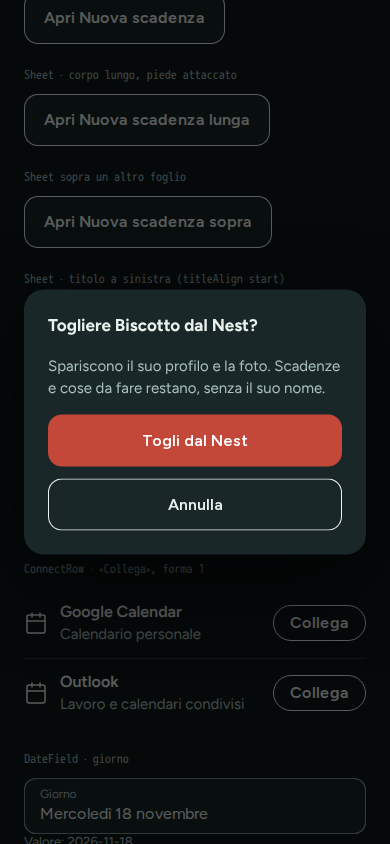 Apri Nuova scadenza
Sheet · corpo lungo, piede attaccato
Apri Nuova scadenza lunga
Sheet sopra un altro foglio
Apri Nuova scadenza sopra
Sheet · titolo a sinistra (titleAlign start)
Togliere Biscotto dal Nest?
Spariscono il suo profilo e la foto. Scadenze
e cose da fare restano, senza il suo nome.
Togli dal Nest
Annulla
ConnectRow · «Collega», forma 1
Google Calendar
Calendario personale
Collega
Outlook
Lavoro e calendari condivisi
Collega
DateField · giorno
Giorno
Mercoledì 18 novembre
Valore: 2026-11-18